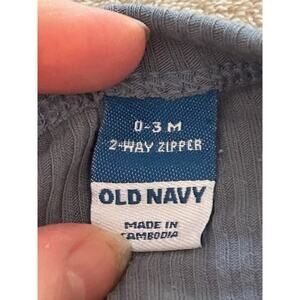 0-3 M
2-WAY ZIPPER
OLD NAVY
MADE IN
CAMBODIA